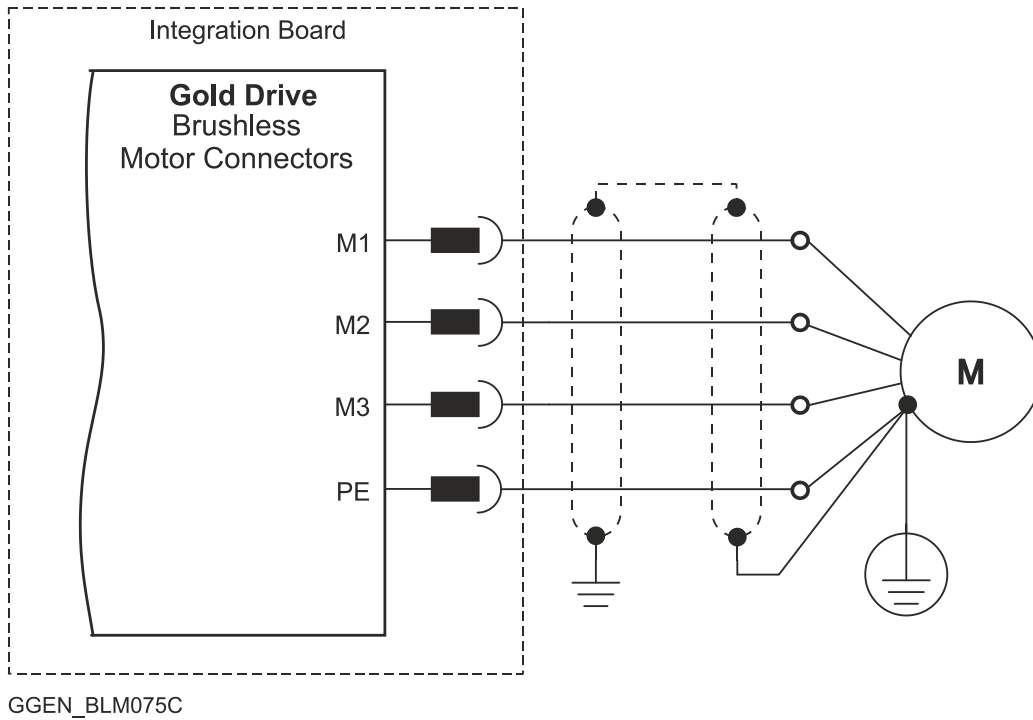 Integration Board
Gold Drive
Brushless
Motor Connectors
M1
M2
M3
PE
M
GGEN_BLM075C